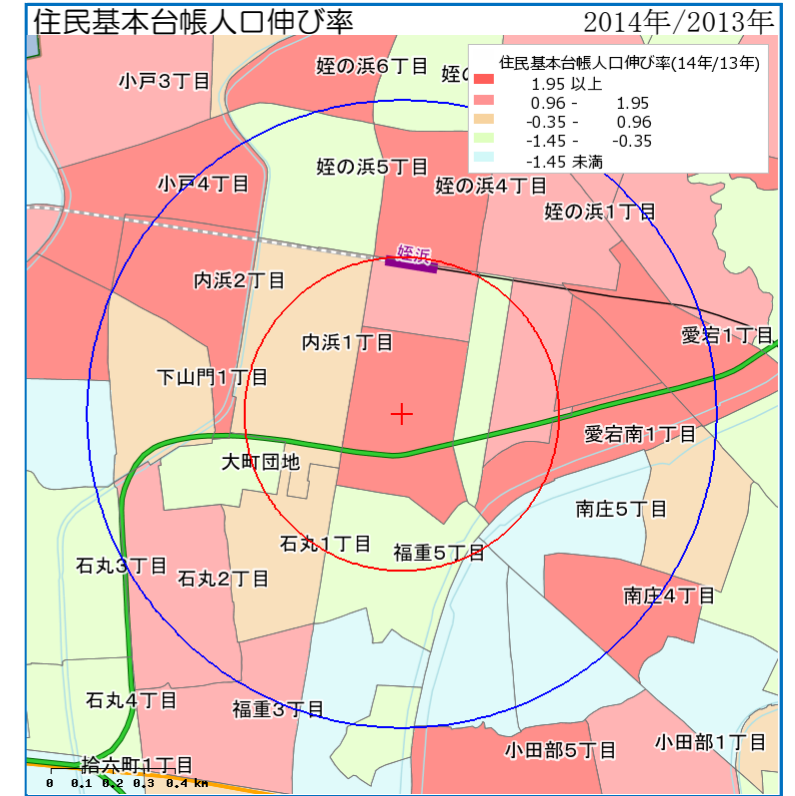 住民基本台帳人口伸び率 2014年/2013年
住民基本台帳人口伸び率(14年/13年)
1.95 以上
0.96 - 1.95
-0.35 - 0.96
-1.45 - -0.35
-1.45 未満
小戸3丁目
姪の浜6丁目
姪の浜5丁目
小戸4丁目
姪の浜4丁目
姪の浜1丁目
姪浜
内浜2丁目
内浜1丁目
愛宕1丁目
下山門1丁目
愛宕南1丁目
大町団地
南庄5丁目
石丸1丁目
福重5丁目
石丸3丁目
石丸2丁目
南庄4丁目
石丸4丁目
福重3丁目
小田部5丁目
小田部1丁目
拾六町1丁目
0 0.1 0.2 0.3 0.4 km